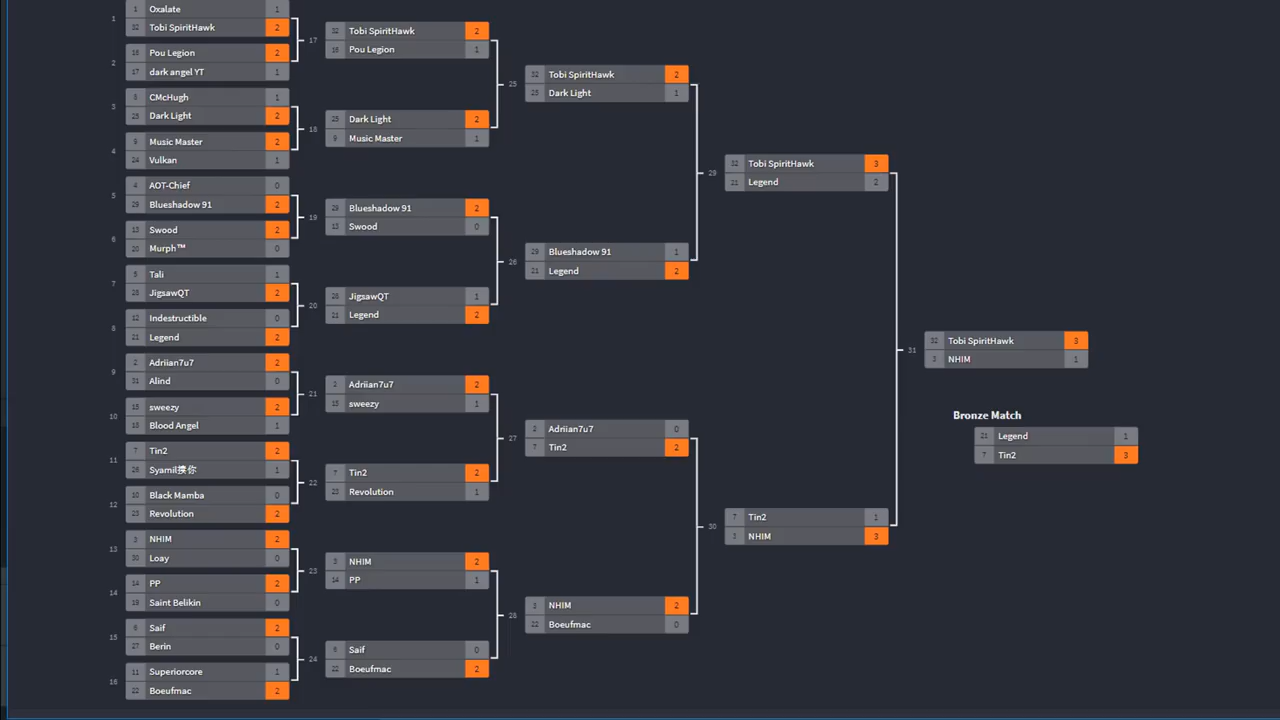 1
1 Oxalate 1
32 Tobi SpiritHawk 2
2
16 Pou Legion 2
17 dark angel YT 1
3
CMcHugh 1
25 Dark Light 2
4
9 Music Master 2
24 Vulkan 1
5
4 AOT-Chief 0
29 Blueshadow 91 2
6
13 Swood 2
20 Murph™ 0
7
5 Tali 1
28 JigsawQT 2
8
12 Indestructible 0
21 Legend 2
9
2 Adriian7u7 2
31 Alind 0
10
15 sweezy 2
Blood Angel 1
11
7 Tin2 2
Syamil挨你 1
12
10 Black Mamba 0
23 Revolution 2
13
3 NHIM 2
30 Loay 0
14
14 PP 2
Saint Belikin 0
15
6 Saif 2
27 Berin 0
16
11 Superiorcore 1
22 Boeufmac 2
17
32 Tobi SpiritHawk 2
16 Pou Legion 1
18
25 Dark Light 2
9 Music Master 1
19
29 Blueshadow 91 2
13 Swood 0
20
28 JigsawQT 1
21 Legend 2
21
2 Adriian7u7 2
15 sweezy 1
22
7 Tin2 2
23 Revolution 1
23
3 NHIM 2
14 PP 1
24
6 Saif 0
22 Boeufmac 2
25
32 Tobi SpiritHawk 2
25 Dark Light 1
26
29 Blueshadow 91 1
21 Legend 2
27
2 Adriian7u7 0
7 Tin2 2
28
3 NHIM 2
22 Boeufmac 0
29
32 Tobi SpiritHawk 3
21 Legend 2
30
7 Tin2 1
3 NHIM 3
31
32 Tobi SpiritHawk 3
3 NHIM 1
Bronze Match
21 Legend 1
7 Tin2 3